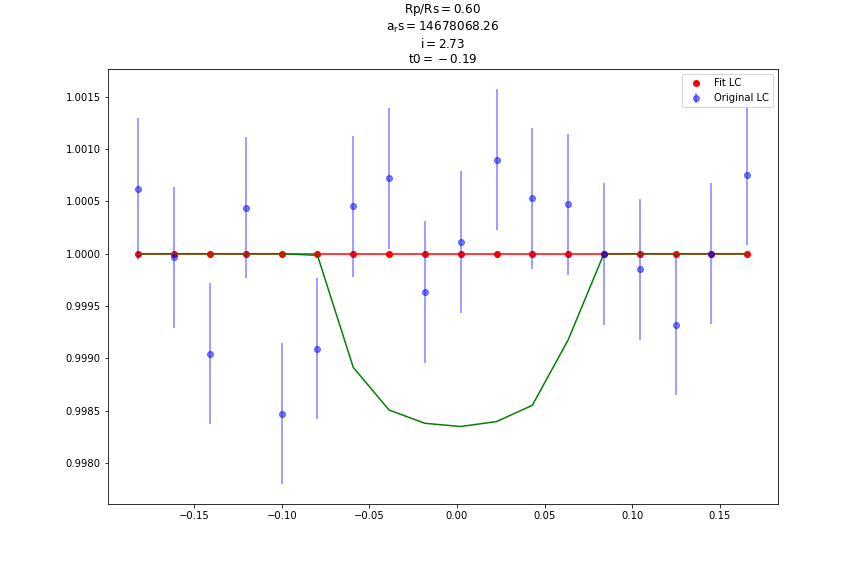 Rp/Rs = 0.60
aᵣs = 14678068.26
i = 2.73
t0 = −0.19
Fit LC
Original LC
1.0015
1.0010
1.0005
1.0000
0.9995
0.9990
0.9985
0.9980
−0.15 −0.10 −0.05 0.00 0.05 0.10 0.15